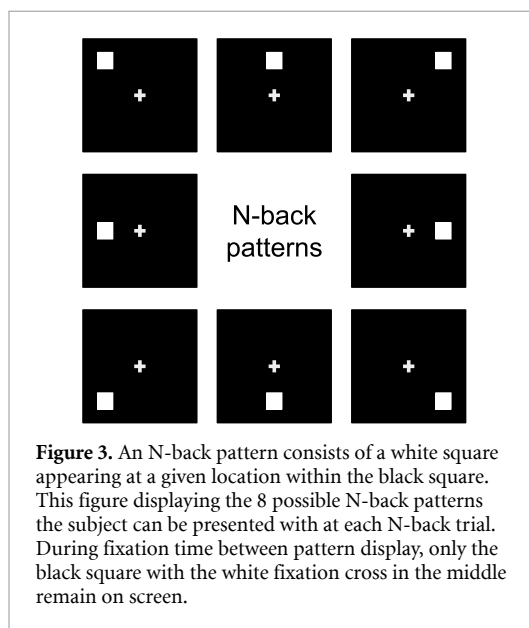 N-back
patterns
Figure 3. An N-back pattern consists of a white square
appearing at a given location within the black square.
This figure displaying the 8 possible N-back patterns
the subject can be presented with at each N-back trial.
During fixation time between pattern display, only the
black square with the white fixation cross in the middle
remain on screen.